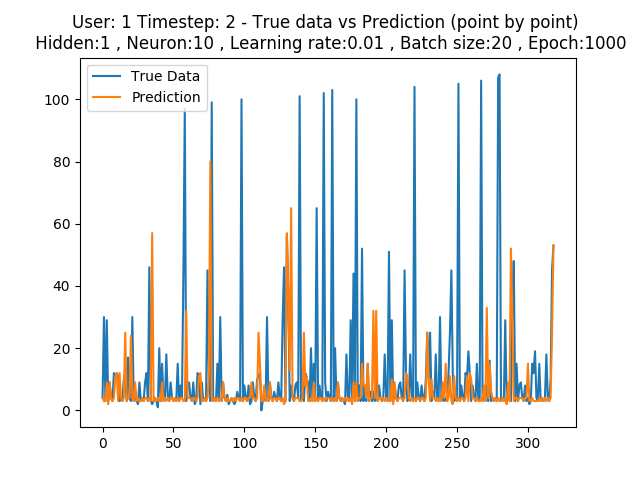 User: 1 Timestep: 2 - True data vs Prediction (point by point)
Hidden:1 , Neuron:10 , Learning rate:0.01 , Batch size:20 , Epoch:1000
True Data
Prediction
100
80
60
40
20
0
0 50 100 150 200 250 300